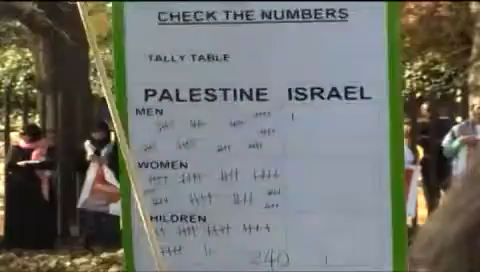 CHECK THE NUMBERS
TALLY TABLE
PALESTINE ISRAEL
MEN
WOMEN
HILDREN
240